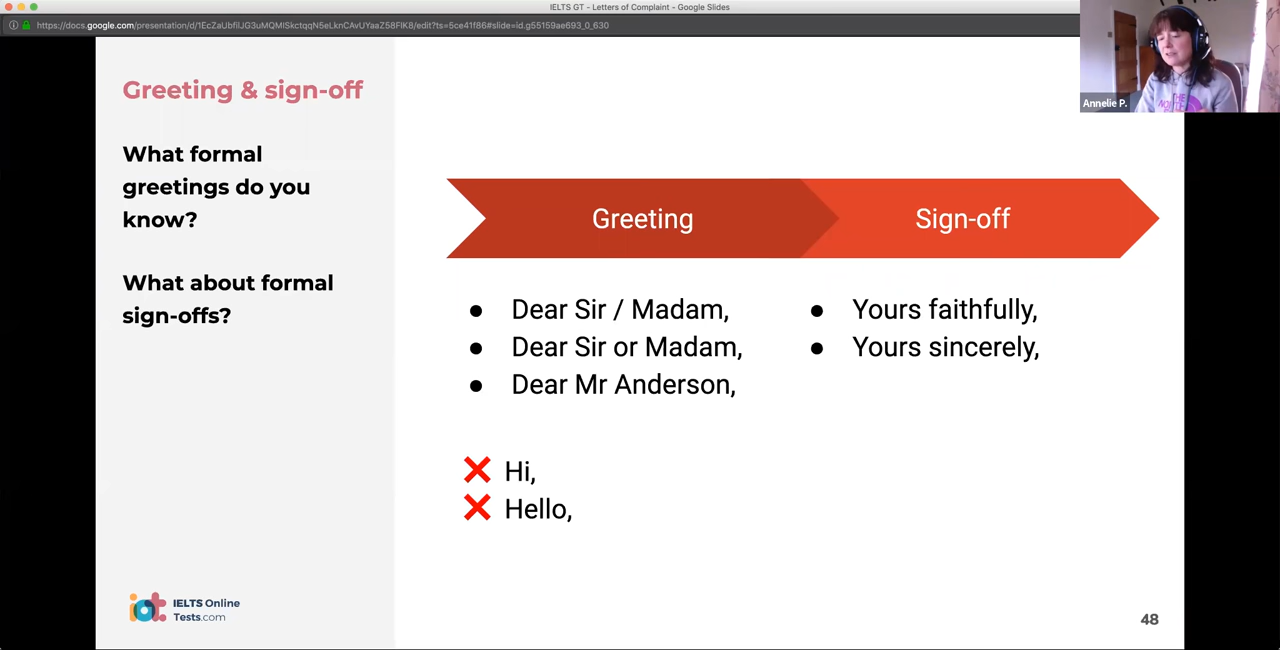 IELTS GT - Letters of Complaint - Google Slides
Greeting & sign-off
What formal
greetings do you
know?
What about formal
sign-offs?
Greeting
Sign-off
Dear Sir / Madam,
Dear Sir or Madam,
Dear Mr Anderson,
Yours faithfully,
Yours sincerely,
Hi,
Hello,
Annelie P.
THE
iot
IELTS Online
Tests.com
48